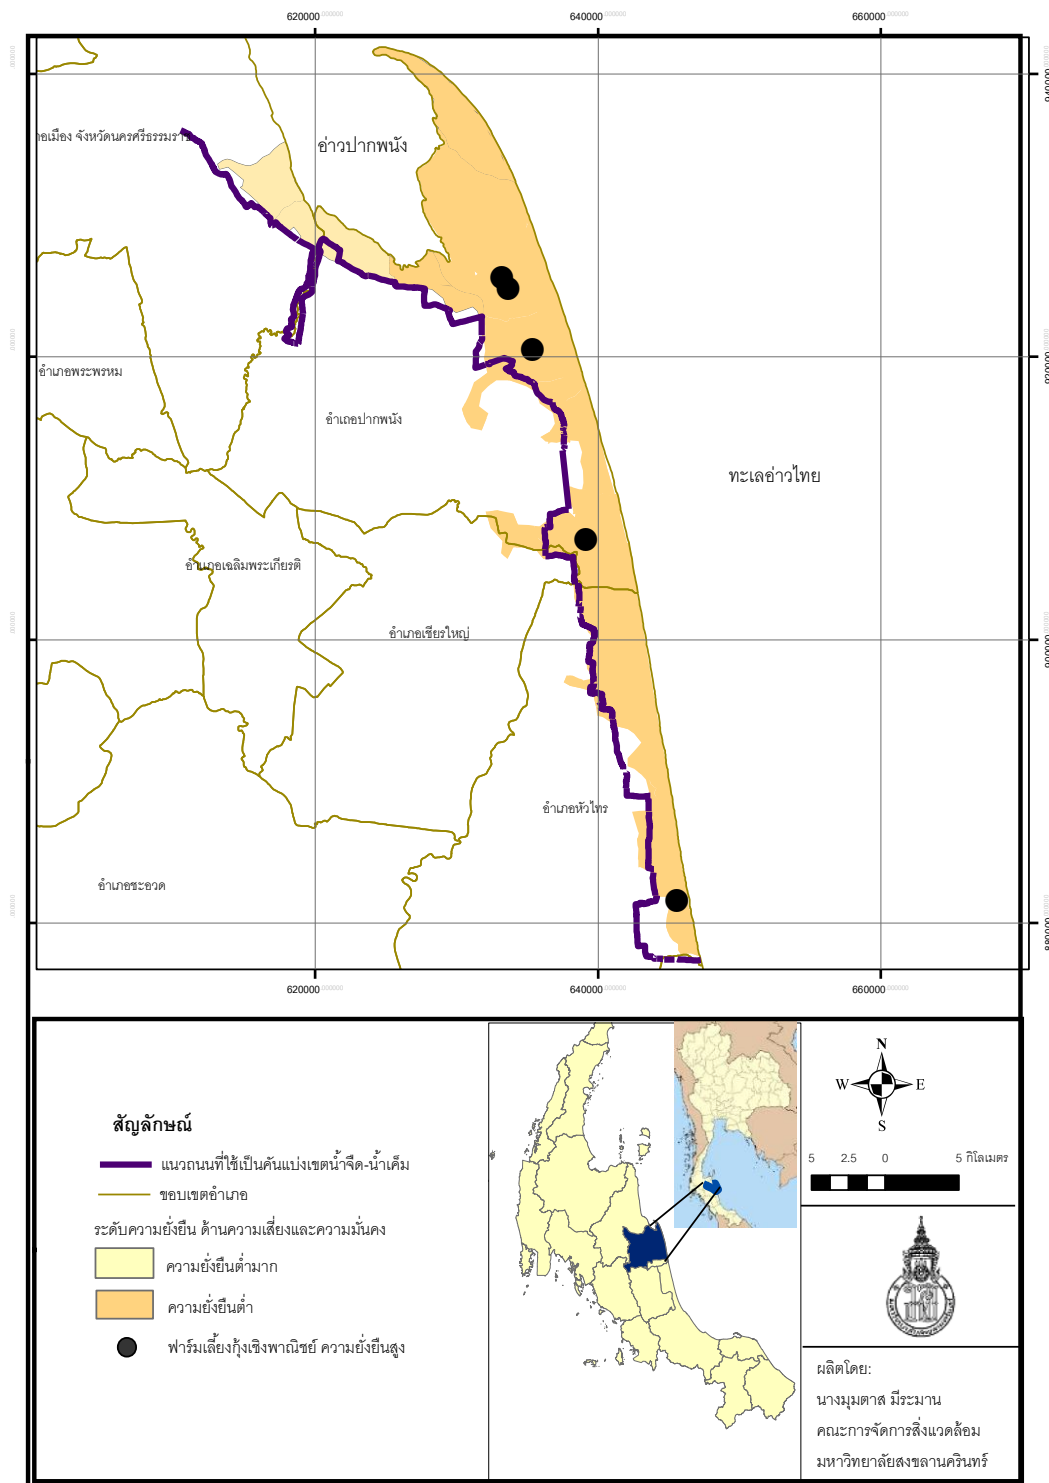 620000
640000
660000
อ่าวปากพนัง
อำเภอพระพรหม
อำเภอปากพนัง
ทะเลอ่าวไทย
อำเภอเฉลิมพระเกียรติ
อำเภอเชียรใหญ่
อำเภอหัวไทร
อำเภอชะอวด
620000
640000
660000
สัญลักษณ์
แนวถนนที่ใช้เป็นคันแบ่งเขตน้ำจืด-น้ำเค็ม
ขอบเขตอำเภอ
ระดับความยั่งยืน ด้านความเสี่ยงและความมั่นคง
ความยั่งยืนต่ำมาก
ความยั่งยืนต่ำ
ฟาร์มเลี้ยงกุ้งเชิงพาณิชย์ ความยั่งยืนสูง
N
W E
S
5 2.5 0 5 กิโลเมตร
ผลิตโดย:
นางมุมตาส มีระมาน
คณะการจัดการสิ่งแวดล้อม
มหาวิทยาลัยสงขลานครินทร์